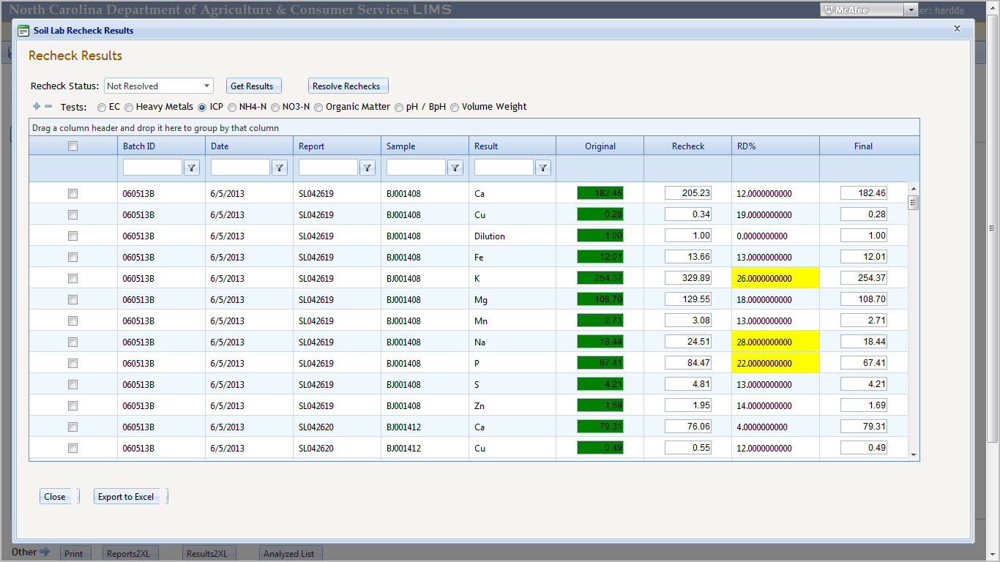 North Carolina Department of Agriculture & Consumer Services LIMS
McAfee
ser: hardda
Soil Lab Recheck Results
Recheck Results
Recheck Status: Not Resolved Get Results Resolve Rechecks
Tests: EC Heavy Metals ICP NH4-N NO3-N Organic Matter pH / BpH Volume Weight
Drag a column header and drop it here to group by that column
Batch ID Date Report Sample Result Original Recheck RD% Final
060513B 6/5/2013 SL042619 BJ001408 Ca 182.46 205.23 12.0000000000 182.46
060513B 6/5/2013 SL042619 BJ001408 Cu 0.28 0.34 19.0000000000 0.28
060513B 6/5/2013 SL042619 BJ001408 Dilution 1.00 1.00 0.0000000000 1.00
060513B 6/5/2013 SL042619 BJ001408 Fe 12.01 13.66 13.0000000000 12.01
060513B 6/5/2013 SL042619 BJ001408 K 254.37 329.89 26.0000000000 254.37
060513B 6/5/2013 SL042619 BJ001408 Mg 108.70 129.55 18.0000000000 108.70
060513B 6/5/2013 SL042619 BJ001408 Mn 2.71 3.08 13.0000000000 2.71
060513B 6/5/2013 SL042619 BJ001408 Na 18.44 24.51 28.0000000000 18.44
060513B 6/5/2013 SL042619 BJ001408 P 67.41 84.47 22.0000000000 67.41
060513B 6/5/2013 SL042619 BJ001408 S 4.21 4.81 13.0000000000 4.21
060513B 6/5/2013 SL042619 BJ001408 Zn 1.69 1.95 14.0000000000 1.69
060513B 6/5/2013 SL042620 BJ001412 Ca 79.31 76.06 4.0000000000 79.31
060513B 6/5/2013 SL042620 BJ001412 Cu 0.49 0.55 12.0000000000 0.49
Close Export to Excel
Other Print Reports2XL Results2XL Analyzed List